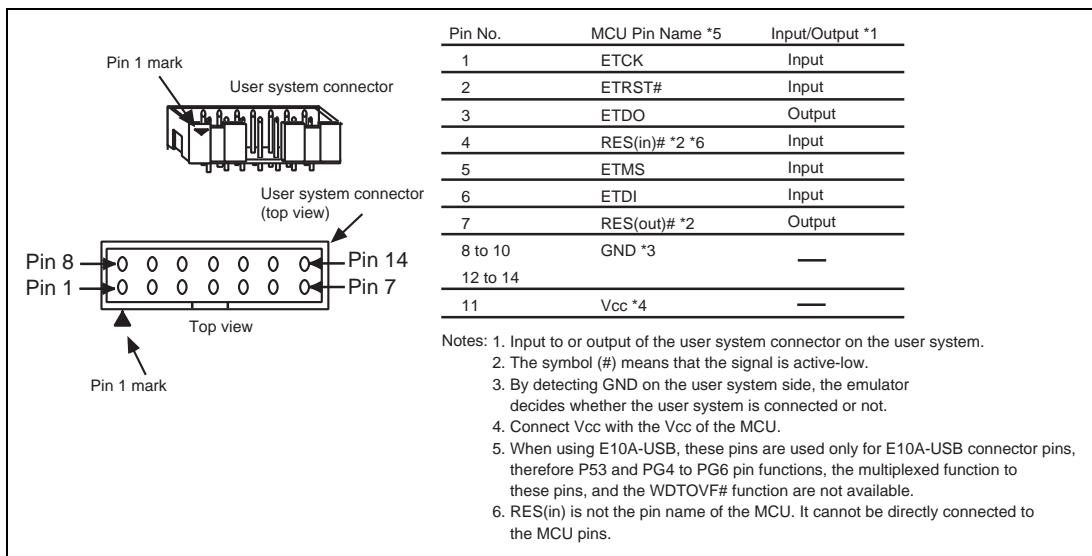 Pin 1 mark
User system connector
User system connector
(top view)
Pin 8
Pin 14
Pin 1
Pin 7
Top view
Pin 1 mark
Pin No. MCU Pin Name *5 Input/Output *1
1 ETCK Input
2 ETRST# Input
3 ETDO Output
4 RES(in)# *2 *6 Input
5 ETMS Input
6 ETDI Input
7 RES(out)# *2 Output
8 to 10 GND *3 —
12 to 14
11 Vcc *4 —
Notes: 1. Input to or output of the user system connector on the user system.
2. The symbol (#) means that the signal is active-low.
3. By detecting GND on the user system side, the emulator
decides whether the user system is connected or not.
4. Connect Vcc with the Vcc of the MCU.
5. When using E10A-USB, these pins are used only for E10A-USB connector pins,
therefore P53 and PG4 to PG6 pin functions, the multiplexed function to
these pins, and the WDTOVF# function are not available.
6. RES(in) is not the pin name of the MCU. It cannot be directly connected to
the MCU pins.